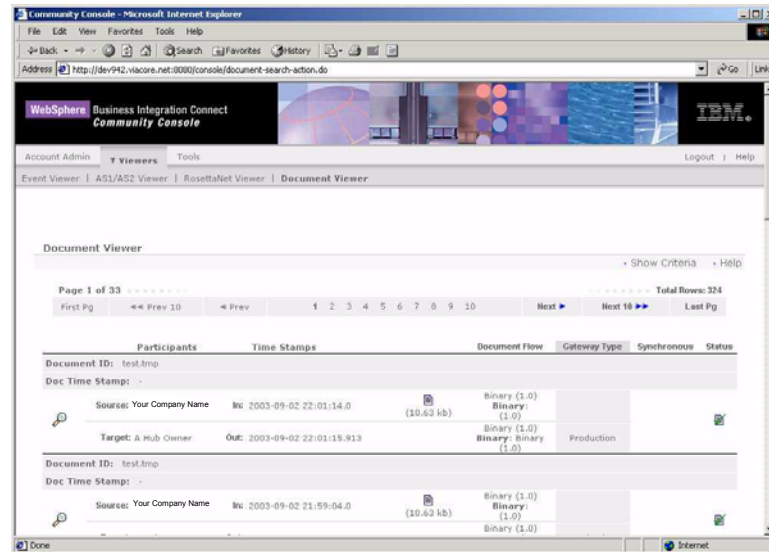 Community Console - Microsoft Internet Explorer
File Edit View Favorites Tools Help
Back Search Favorites History
Address http://dev942.viacore.net:8080/console/document-search-action.do Go Link
WebSphere Business Integration Connect
Community Console
IBM.
Account Admin Viewers Tools Logout | Help
Event Viewer | AS1/AS2 Viewer | RosettaNet Viewer | Document Viewer
Document Viewer
Show Criteria Help
Page 1 of 33 Total Rows: 324
First Pg Prev 10 Prev 1 2 3 4 5 6 7 8 9 10 Next Next 10 Last Pg
Participants Time Stamps Document Flow Gateway Type Synchronous Status
Document ID: test.tmp
Doc Time Stamp: -
Source: Your Company Name In: 2003-09-02 22:01:14.0 (10.63 kb) Binary (1.0) Binary: (1.0)
Target: A Hub Owner Out: 2003-09-02 22:01:15.913 Binary (1.0) Binary: Binary (1.0) Production
Document ID: test.tmp
Doc Time Stamp: -
Source: Your Company Name In: 2003-09-02 21:59:04.0 (10.63 kb) Binary (1.0) Binary: (1.0)
Binary (1.0)
Done Internet